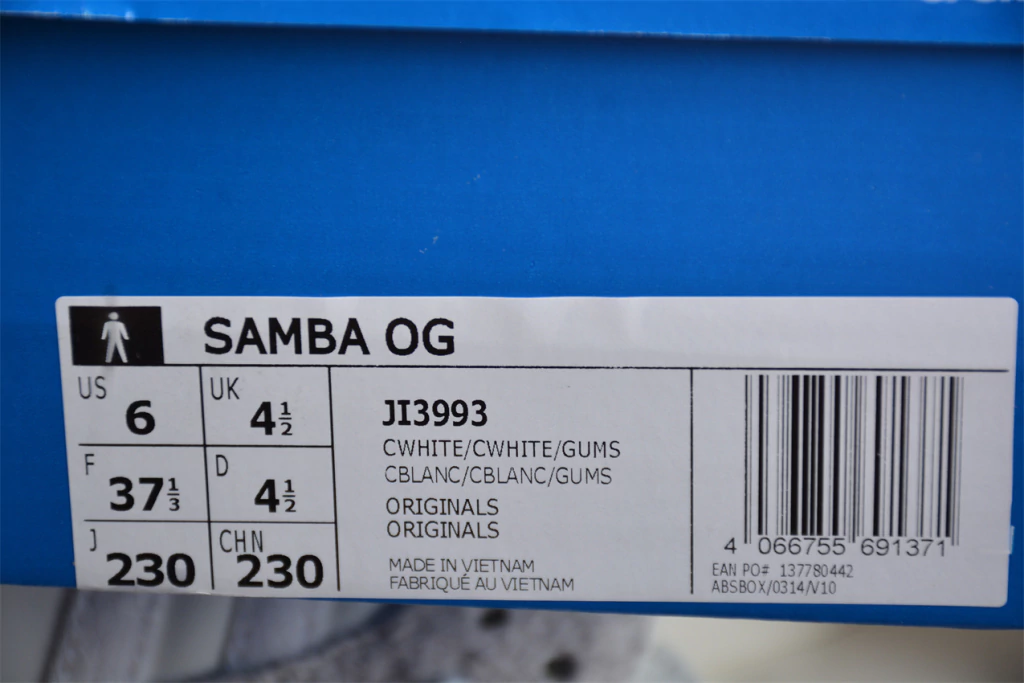 SAMBA OG
US 6 UK 4½
F 37⅓ D 4½
J 230 CHN 230
JI3993
CWHITE/CWHITE/GUMS
CBLANC/CBLANC/GUMS
ORIGINALS
ORIGINALS
MADE IN VIETNAM
FABRIQUÉ AU VIETNAM
4 066755 691371
EAN PO# 137780442
ABSBOX/0314/V10